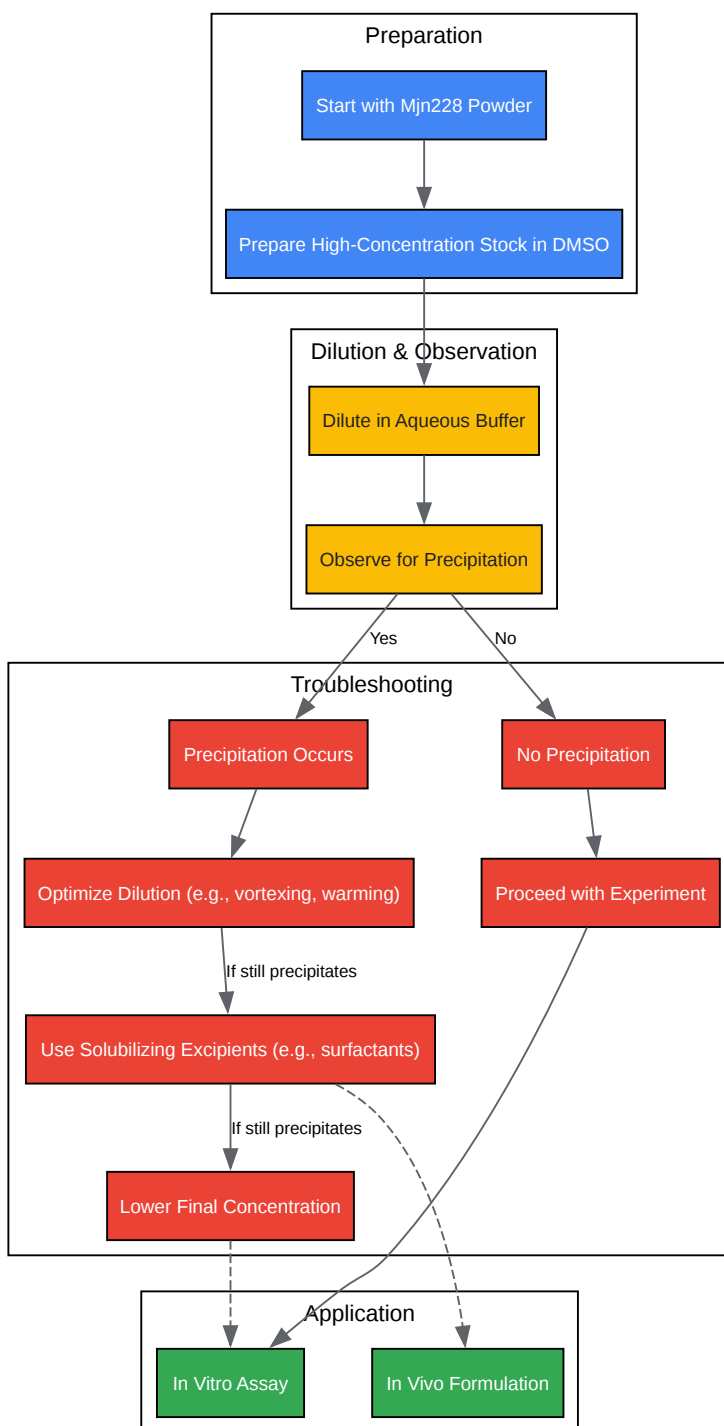 Preparation
Start with Mjn228 Powder
Prepare High-Concentration Stock in DMSO
Dilution & Observation
Dilute in Aqueous Buffer
Observe for Precipitation
Yes
No
Troubleshooting
Precipitation Occurs
No Precipitation
Optimize Dilution (e.g., vortexing, warming)
Proceed with Experiment
If still precipitates
Use Solubilizing Excipients (e.g., surfactants)
If still precipitates
Lower Final Concentration
Application
In Vitro Assay
In Vivo Formulation